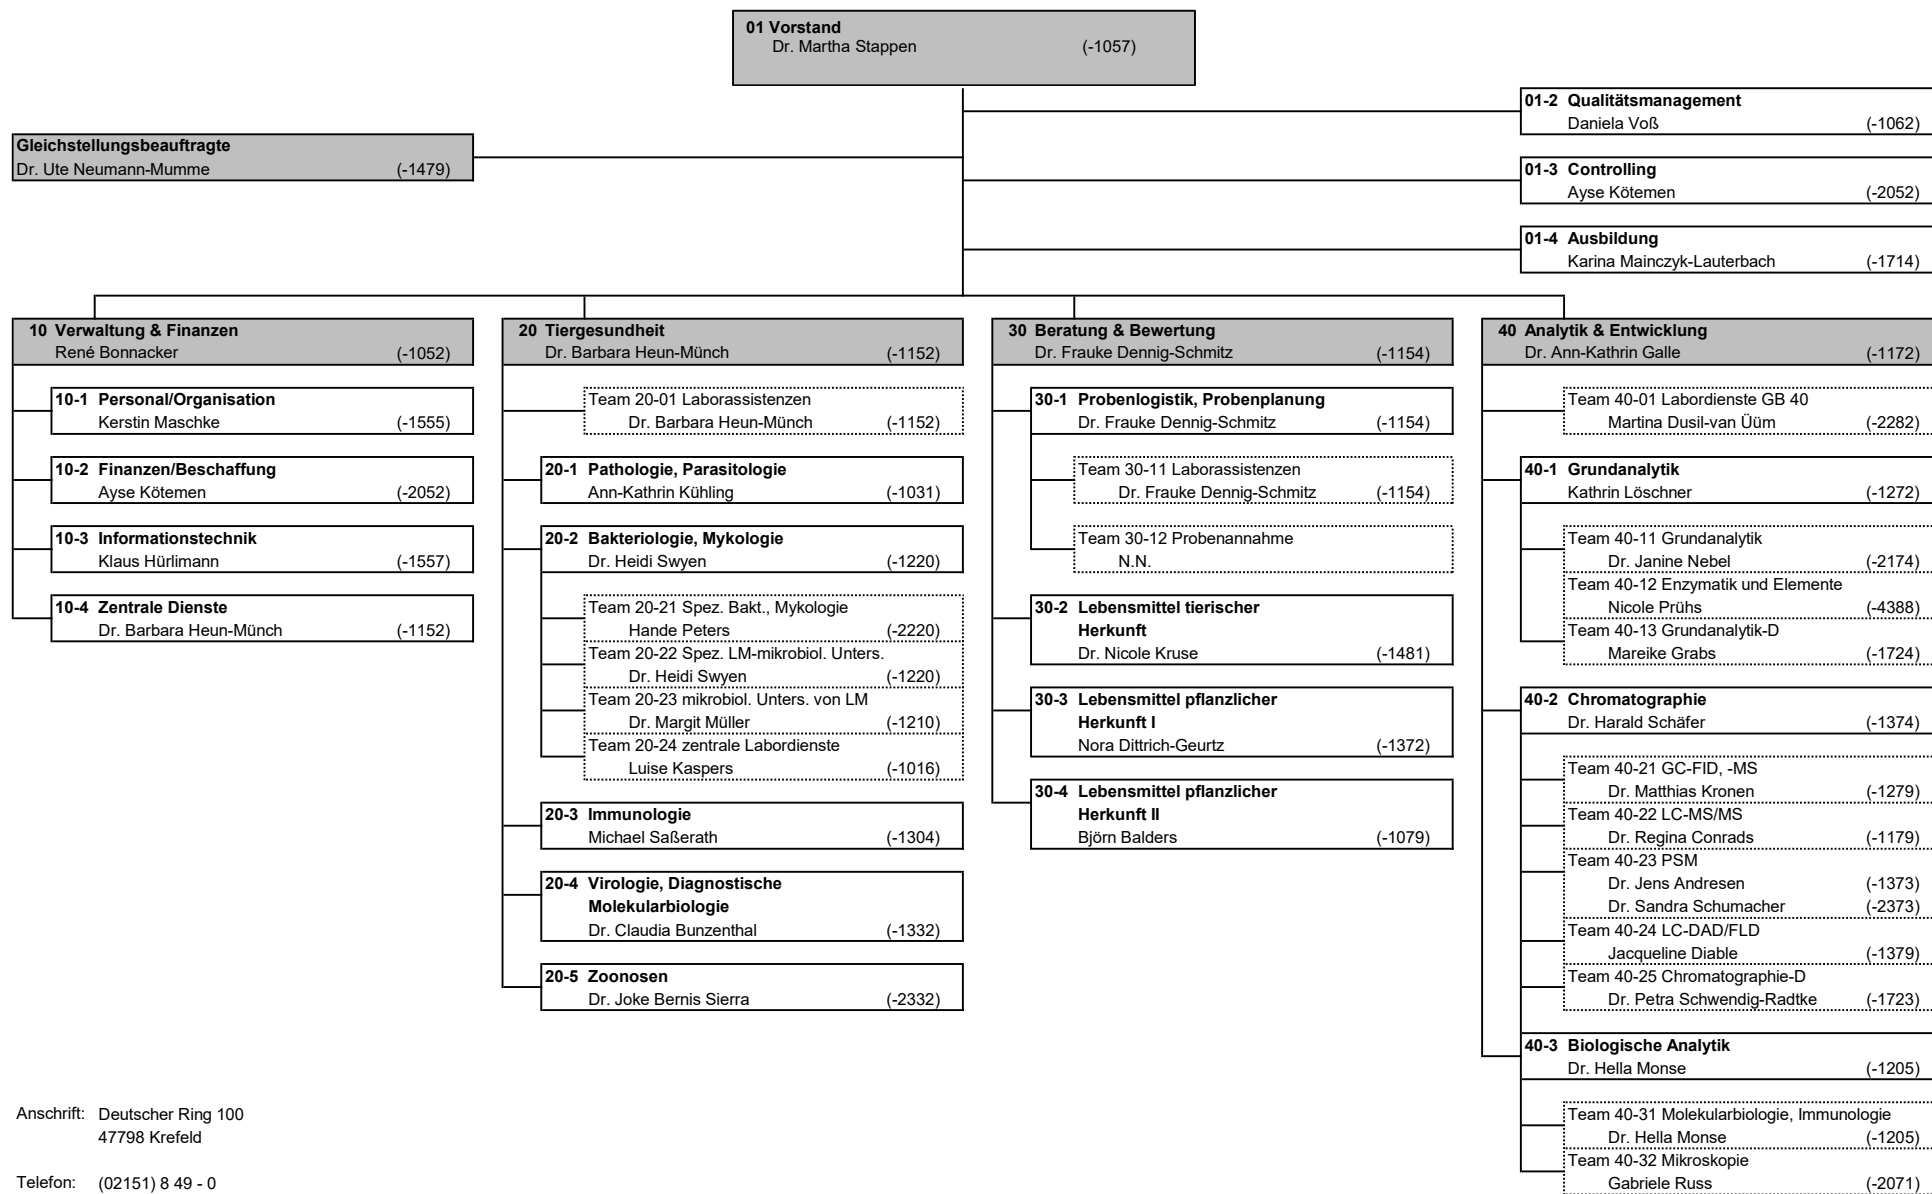 01 Vorstand
Dr. Martha Stappen (-1057)
01-2 Qualitätsmanagement
Daniela Voß (-1062)
Gleichstellungsbeauftragte
Dr. Ute Neumann-Mumme (-1479)
01-3 Controlling
Ayse Kötemen (-2052)
01-4 Ausbildung
Karina Mainczyk-Lauterbach (-1714)
10 Verwaltung & Finanzen
René Bonnacker (-1052)
10-1 Personal/Organisation
Kerstin Maschke (-1555)
10-2 Finanzen/Beschaffung
Ayse Kötemen (-2052)
10-3 Informationstechnik
Klaus Hürlimann (-1557)
10-4 Zentrale Dienste
Dr. Barbara Heun-Münch (-1152)
20 Tiergesundheit
Dr. Barbara Heun-Münch (-1152)
Team 20-01 Laborassistenzen
Dr. Barbara Heun-Münch (-1152)
20-1 Pathologie, Parasitologie
Ann-Kathrin Kühling (-1031)
20-2 Bakteriologie, Mykologie
Dr. Heidi Swyen (-1220)
Team 20-21 Spez. Bakt., Mykologie
Hande Peters (-2220)
Team 20-22 Spez. LM-mikrobiol. Unters.
Dr. Heidi Swyen (-1220)
Team 20-23 mikrobiol. Unters. von LM
Dr. Margit Müller (-1210)
Team 20-24 zentrale Labordienste
Luise Kaspers (-1016)
20-3 Immunologie
Michael Saßerath (-1304)
20-4 Virologie, Diagnostische
Molekularbiologie
Dr. Claudia Bunzenthal (-1332)
20-5 Zoonosen
Dr. Joke Bernis Sierra (-2332)
30 Beratung & Bewertung
Dr. Frauke Dennig-Schmitz (-1154)
30-1 Probenlogistik, Probenplanung
Dr. Frauke Dennig-Schmitz (-1154)
Team 30-11 Laborassistenzen
Dr. Frauke Dennig-Schmitz (-1154)
Team 30-12 Probenannahme
N.N.
30-2 Lebensmittel tierischer
Herkunft
Dr. Nicole Kruse (-1481)
30-3 Lebensmittel pflanzlicher
Herkunft I
Nora Dittrich-Geurtz (-1372)
30-4 Lebensmittel pflanzlicher
Herkunft II
Björn Balders (-1079)
40 Analytik & Entwicklung
Dr. Ann-Kathrin Galle (-1172)
Team 40-01 Labordienste GB 40
Martina Dusil-van Üüm (-2282)
40-1 Grundanalytik
Kathrin Löschner (-1272)
Team 40-11 Grundanalytik
Dr. Janine Nebel (-2174)
Team 40-12 Enzymatik und Elemente
Nicole Prühs (-4388)
Team 40-13 Grundanalytik-D
Mareike Grabs (-1724)
40-2 Chromatographie
Dr. Harald Schäfer (-1374)
Team 40-21 GC-FID, -MS
Dr. Matthias Kronen (-1279)
Team 40-22 LC-MS/MS
Dr. Regina Conrads (-1179)
Team 40-23 PSM
Dr. Jens Andresen (-1373)
Dr. Sandra Schumacher (-2373)
Team 40-24 LC-DAD/FLD
Jacqueline Diable (-1379)
Team 40-25 Chromatographie-D
Dr. Petra Schwendig-Radtke (-1723)
40-3 Biologische Analytik
Dr. Hella Monse (-1205)
Team 40-31 Molekularbiologie, Immunologie
Dr. Hella Monse (-1205)
Team 40-32 Mikroskopie
Gabriele Russ (-2071)
Anschrift: Deutscher Ring 100
47798 Krefeld
Telefon: (02151) 8 49 - 0